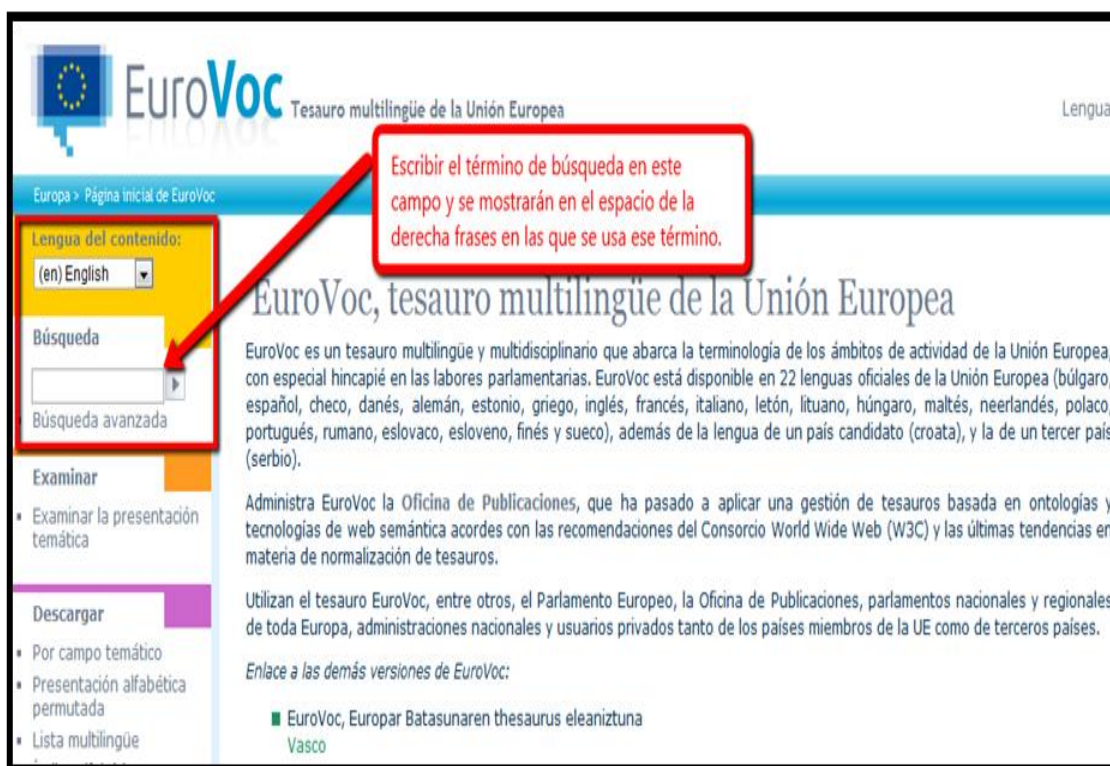 EuroVoc Tesauro multilingüe de la Unión Europea
Lengua
Escribir el término de búsqueda en este
campo y se mostrarán en el espacio de la
derecha frases en las que se usa ese término.
Europa > Página inicial de EuroVoc
Lengua del contenido:
(en) English
Búsqueda
Búsqueda avanzada
Examinar
Examinar la presentación
temática
Descargar
Por campo temático
Presentación alfabética
permutada
Lista multilingüe
EuroVoc, tesauro multilingüe de la Unión Europea
EuroVoc es un tesauro multilingüe y multidisciplinario que abarca la terminología de los ámbitos de actividad de la Unión Europea,
con especial hincapié en las labores parlamentarias. EuroVoc está disponible en 22 lenguas oficiales de la Unión Europea (búlgaro,
español, checo, danés, alemán, estonio, griego, inglés, francés, italiano, letón, lituano, húngaro, maltés, neerlandés, polaco,
portugués, rumano, eslovaco, esloveno, finés y sueco), además de la lengua de un país candidato (croata), y la de un tercer país
(serbio).
Administra EuroVoc la Oficina de Publicaciones, que ha pasado a aplicar una gestión de tesauros basada en ontologías y
tecnologías de web semántica acordes con las recomendaciones del Consorcio World Wide Web (W3C) y las últimas tendencias en
materia de normalización de tesauros.
Utilizan el tesauro EuroVoc, entre otros, el Parlamento Europeo, la Oficina de Publicaciones, parlamentos nacionales y regionales
de toda Europa, administraciones nacionales y usuarios privados tanto de los países miembros de la UE como de terceros países.
Enlace a las demás versiones de EuroVoc:
EuroVoc, Europar Batasunaren thesaurus eleaniztuna
Vasco